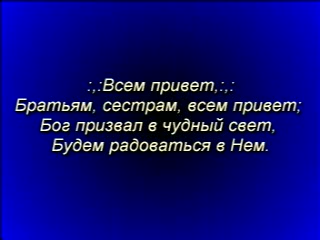 :,:Всем привет,:,:
Братьям, сестрам, всем привет;
Бог призвал в чудный свет,
Будем радоваться в Нем.